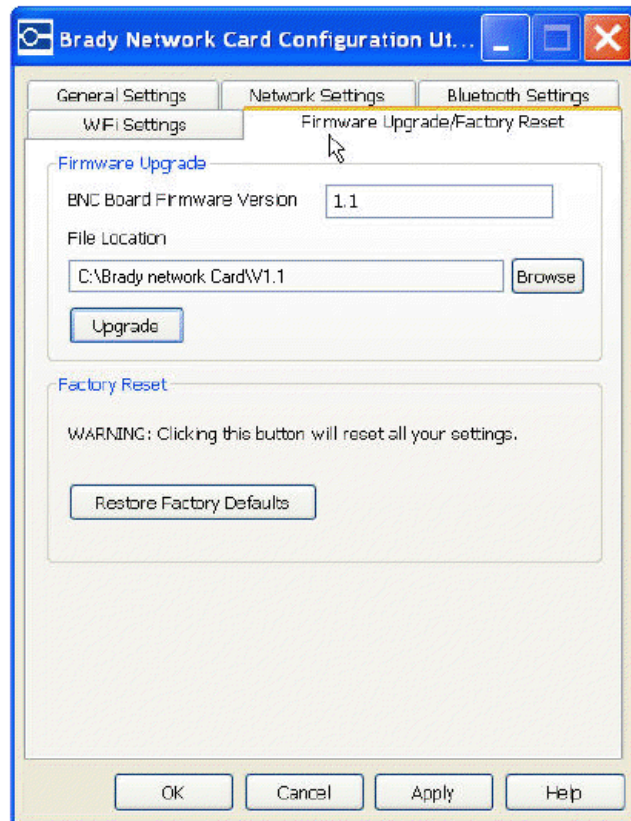 Brady Network Card Configuration Ut...
General Settings Network Settings Bluetooth Settings
WiFi Settings Firmware Upgrade/Factory Reset
Firmware Upgrade
BNC Board Firmware Version 1.1
File Location
C:\Brady network Card\V1.1 Browse
Upgrade
Factory Reset
WARNING: Clicking this button will reset all your settings.
Restore Factory Defaults
OK Cancel Apply Help